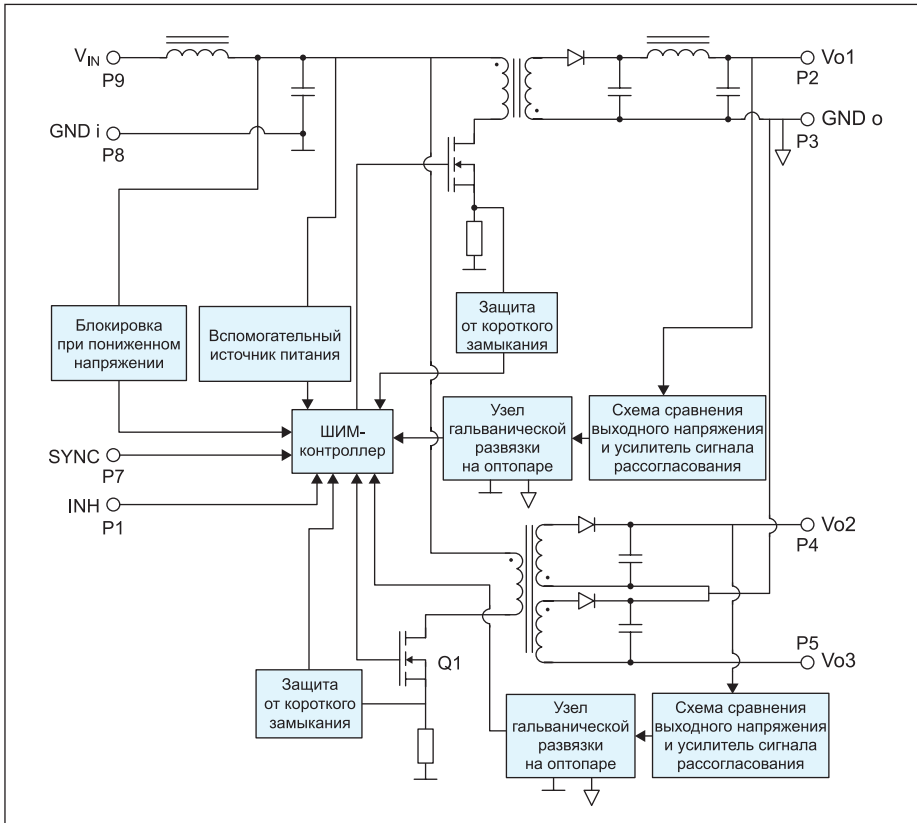 VIN
P9
GND i
P8
Vo1
P2
GND o
P3
Блокировка
при пониженном
напряжении
Вспомогательный
источник питания
Защита
от короткого
замыкания
ШИМ-
контроллер
Узел
гальванической
развязки
на оптопаре
Схема сравнения
выходного напряжения
и усилитель сигнала
рассогласования
SYNC
P7
INH
P1
Vo2
P4
P5
Vo3
Q1
Защита
от короткого
замыкания
Узел
гальванической
развязки
на оптопаре
Схема сравнения
выходного напряжения
и усилитель сигнала
рассогласования